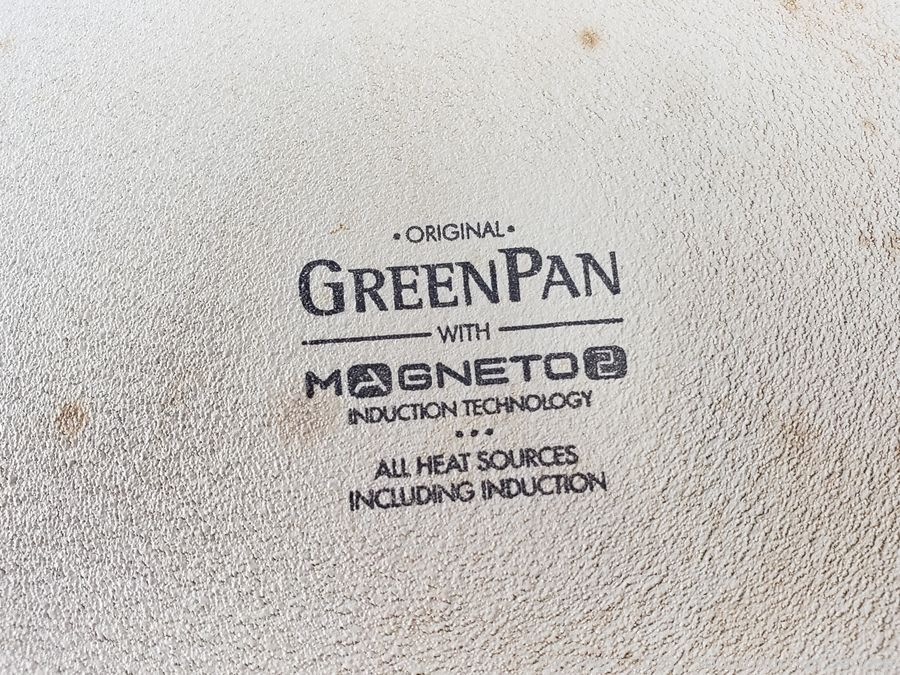 • ORIGINAL •
GREENPAN
WITH
MAGNETO2
INDUCTION TECHNOLOGY
• • •
ALL HEAT SOURCES
INCLUDING INDUCTION